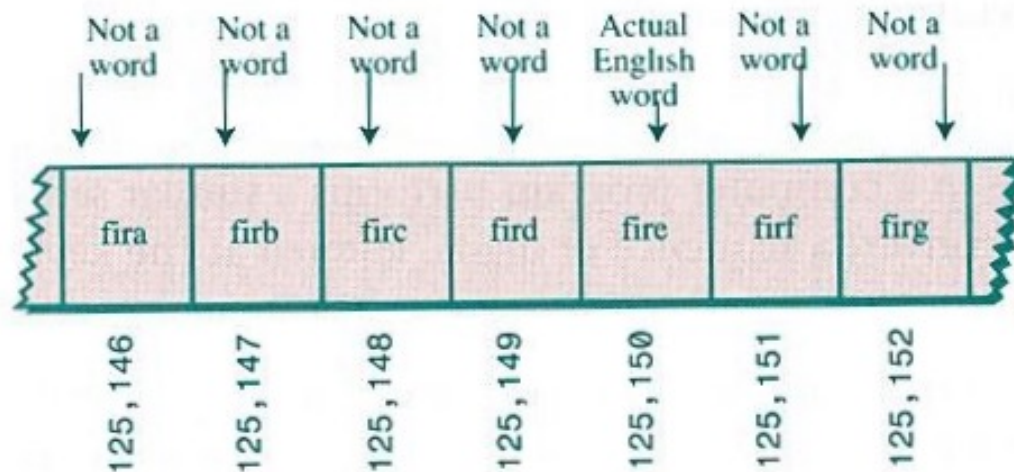 Not a word
Not a word
Not a word
Not a word
Actual English word
Not a word
Not a word
fira firb firc fird fire firf firg
125,146
125,147
125,148
125,149
125,150
125,151
125,152